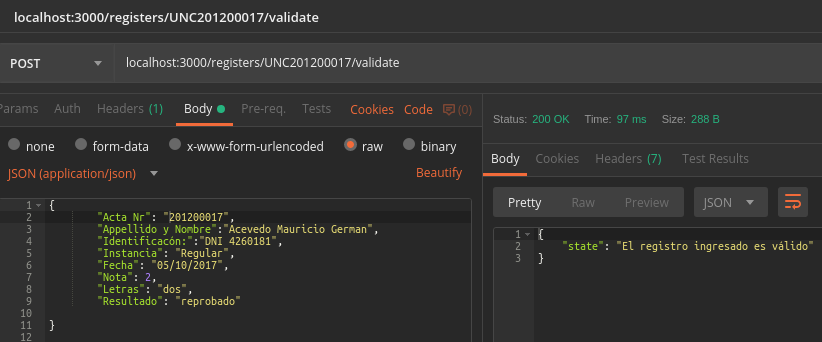 localhost:3000/registers/UNC201200017/validate
POST localhost:3000/registers/UNC201200017/validate
Params Auth Headers (1) Body Pre-req. Tests Cookies Code (0)
none form-data x-www-form-urlencoded raw binary
JSON (application/json) Beautify
1 {
2 "Acta Nr": "201200017",
3 "Appellido y Nombre":"Acevedo Mauricio German",
4 "Identificacón:":"DNI 4260181",
5 "Instancia": "Regular",
6 "Fecha": "05/10/2017",
7 "Nota": 2,
8 "Letras": "dos",
9 "Resultado": "reprobado"
10
11 }
12
Status: 200 OK Time: 97 ms Size: 288 B
Body Cookies Headers (7) Test Results
Pretty Raw Preview JSON
1 {
2 "state": "El registro ingresado es válido"
3 }